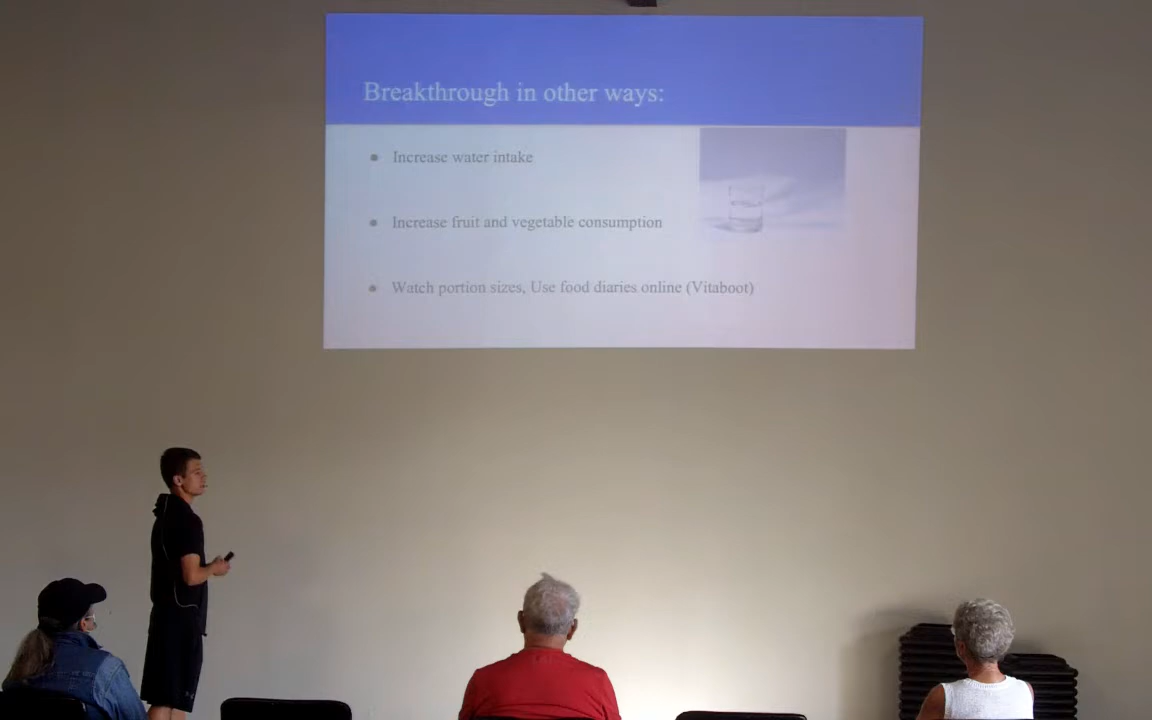 Breakthrough in other ways:
● Increase water intake
● Increase fruit and vegetable consumption
● Watch portion sizes, Use food diaries online (Vitaboot)